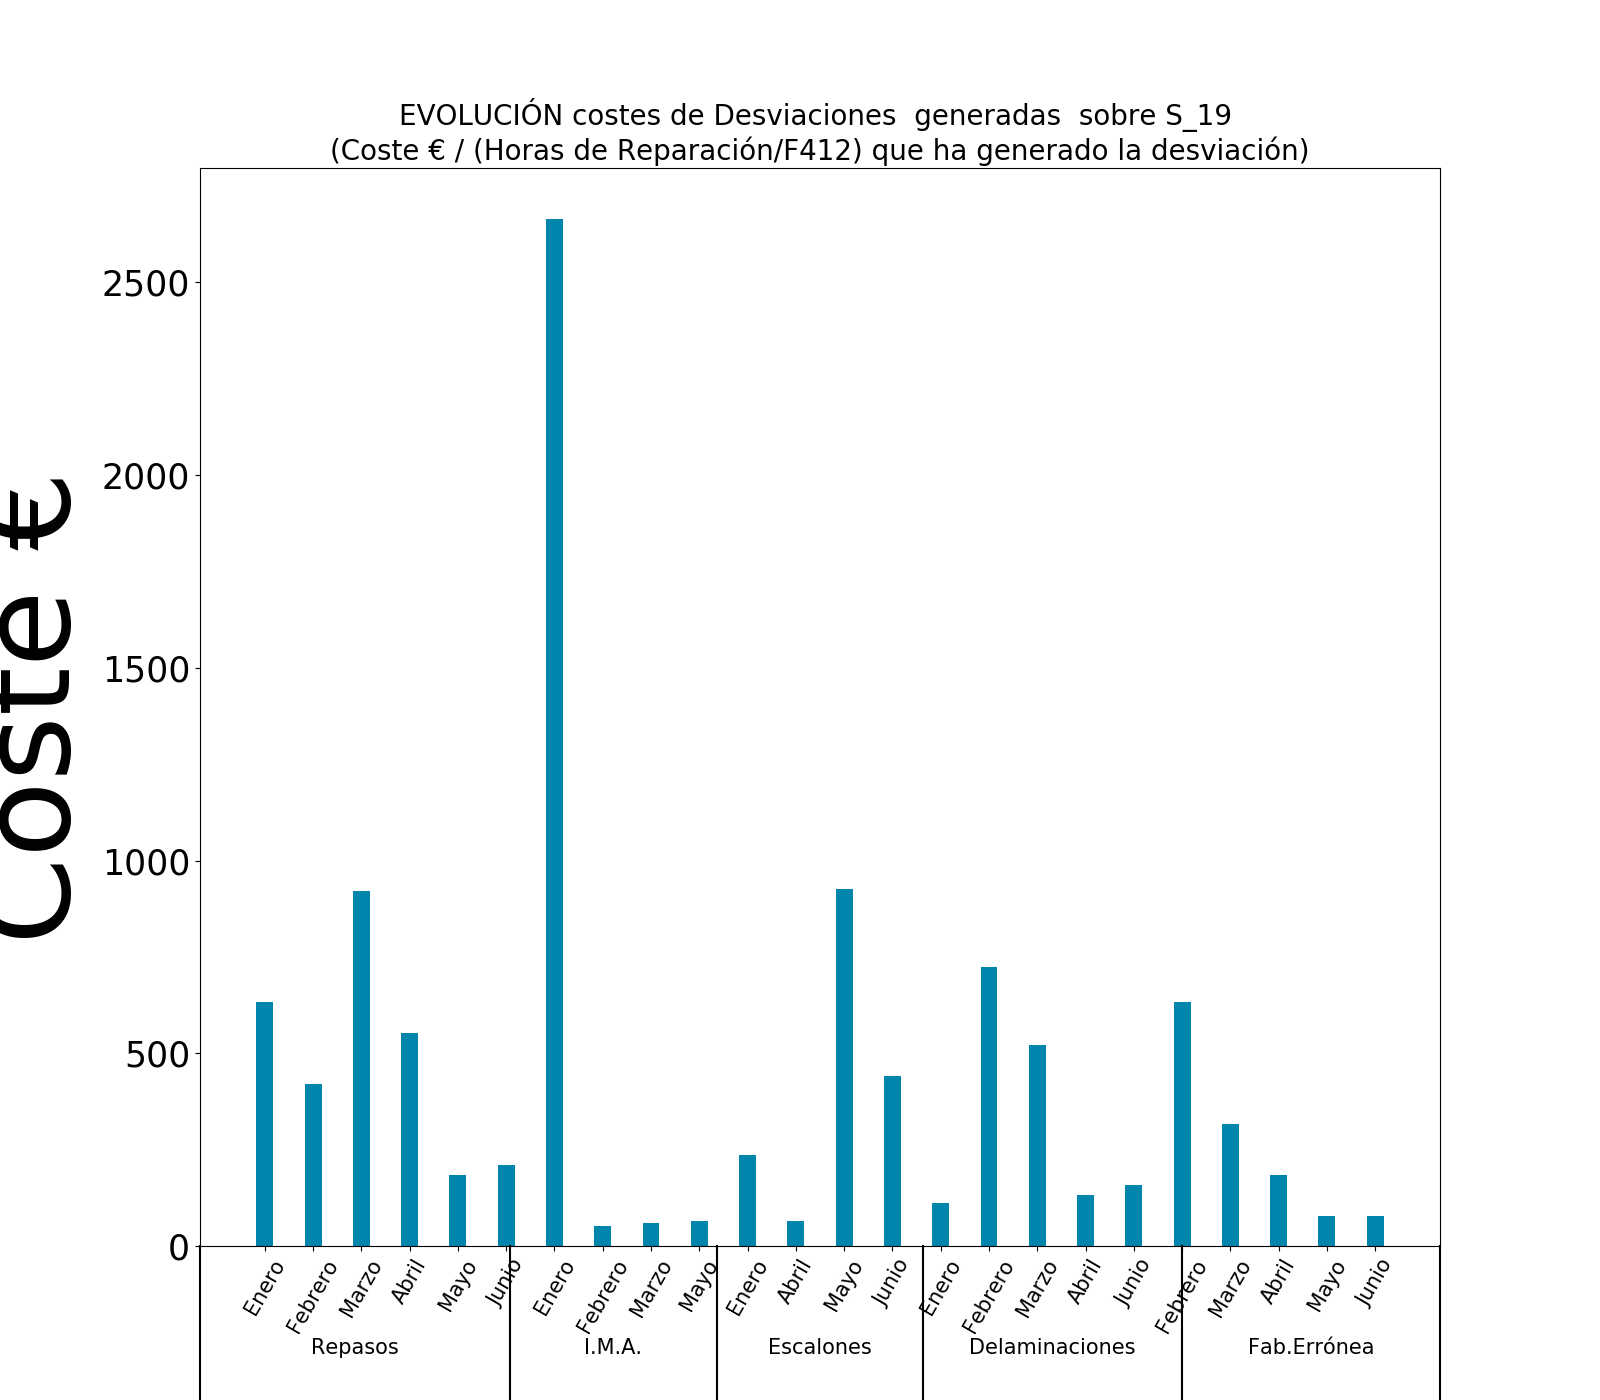 EVOLUCIÓN costes de Desviaciones  generadas  sobre S_19
(Coste € / (Horas de Reparación/F412) que ha generado la desviación)
Coste €
2500
2000
1500
1000
500
0
Enero Febrero Marzo Abril Mayo Junio Enero Febrero Marzo Mayo Enero Abril Mayo Junio Enero Febrero Marzo Abril Junio Febrero Marzo Abril Mayo Junio
Repasos I.M.A. Escalones Delaminaciones Fab.Errónea